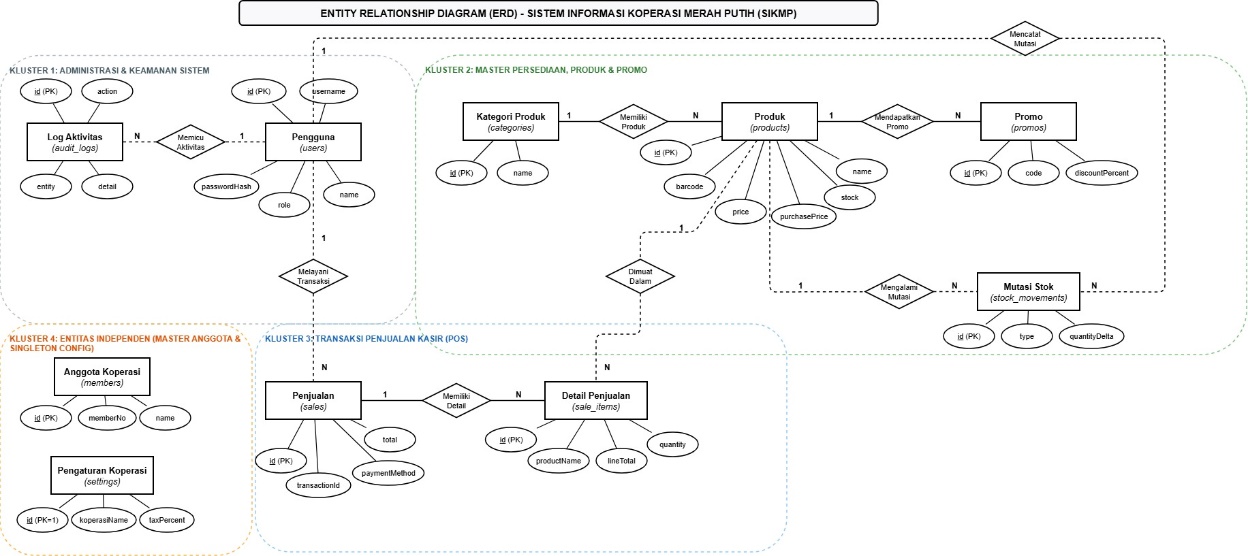 ENTITY RELATIONSHIP DIAGRAM (ERD) - SISTEM INFORMASI KOPERASI MERAH PUTIH (SIKMP)
Mencatat
Mutasi
1
KLUSTER 1: ADMINISTRASI & KEAMANAN SISTEM
id (PK)
action
id (PK)
username
Log Aktivitas
(audit_logs)
N
Memicu
Aktivitas
1
Pengguna
(users)
entity
detail
passwordHash
role
name
1
Melayani
Transaksi
N
KLUSTER 2: MASTER PERSEDIAAN, PRODUK & PROMO
Kategori Produk
(categories)
1
Memiliki
Produk
N
Produk
(products)
1
Mendapatkan
Promo
N
Promo
(promos)
id (PK)
name
id (PK)
barcode
price
purchasePrice
stock
name
id (PK)
code
discountPercent
1
Dimuat
Dalam
N
1
Mengalami
Mutasi
N
Mutasi Stok
(stock_movements)
N
id (PK)
type
quantityDelta
KLUSTER 4: ENTITAS INDEPENDEN (MASTER ANGGOTA &
SINGLETON CONFIG)
Anggota Koperasi
(members)
id (PK)
memberNo
name
Pengaturan Koperasi
(settings)
id (PK=1)
koperasiName
taxPercent
KLUSTER 3: TRANSAKSI PENJUALAN KASIR (POS)
Penjualan
(sales)
1
Memiliki
Detail
N
Detail Penjualan
(sale_items)
id (PK)
transactionId
paymentMethod
total
id (PK)
productName
lineTotal
quantity